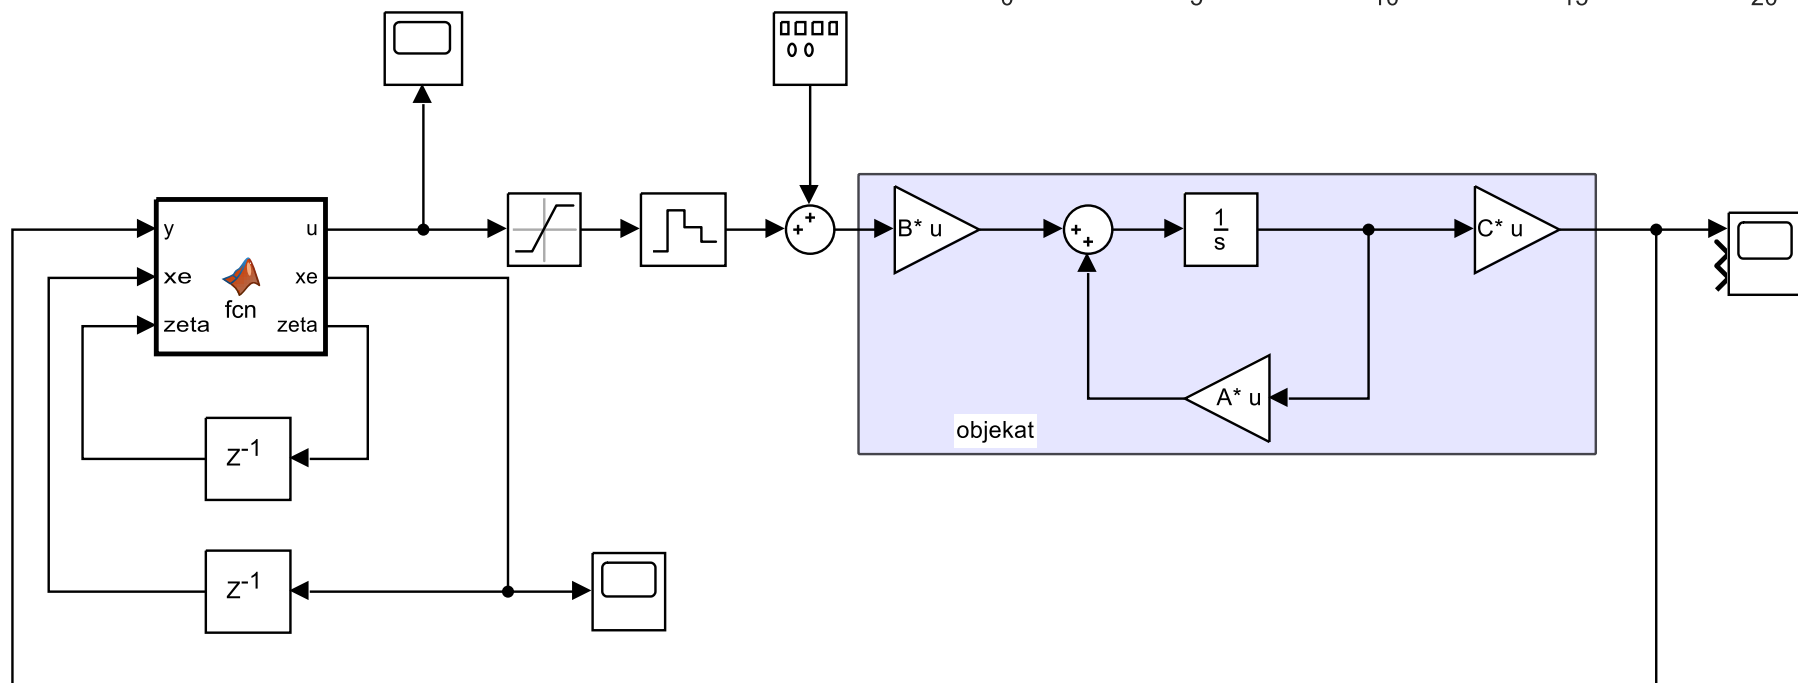 y
u
xe
xe
fcn
zeta
zeta
B* u
1
s
C* u
A* u
objekat
z-1
z-1